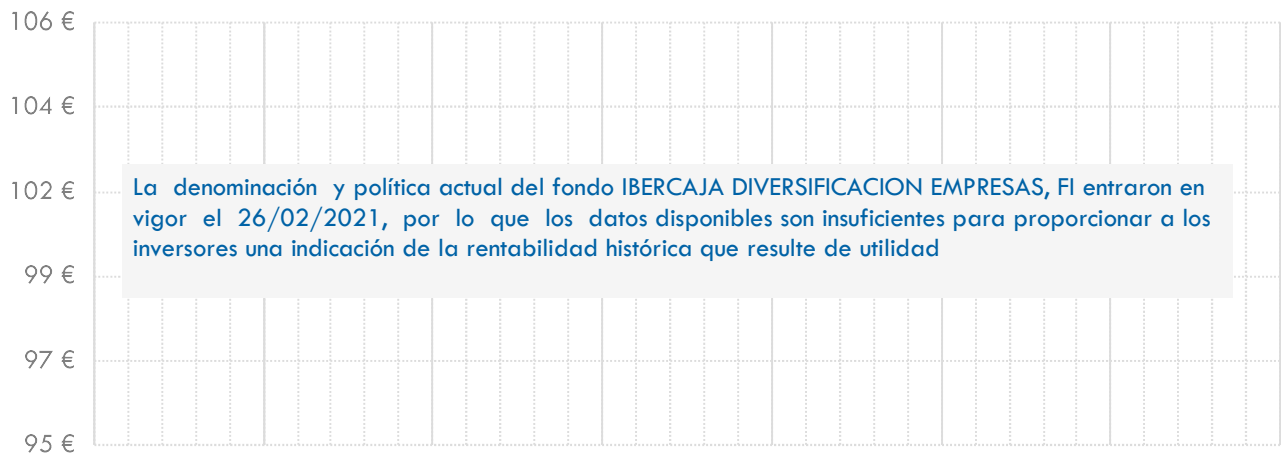 106 €
104 €
102 €
La denominación y política actual del fondo IBERCAJA DIVERSIFICACION EMPRESAS, FI entraron en
vigor el 26/02/2021, por lo que los datos disponibles son insuficientes para proporcionar a los
inversores una indicación de la rentabilidad histórica que resulte de utilidad
99 €
97 €
95 €